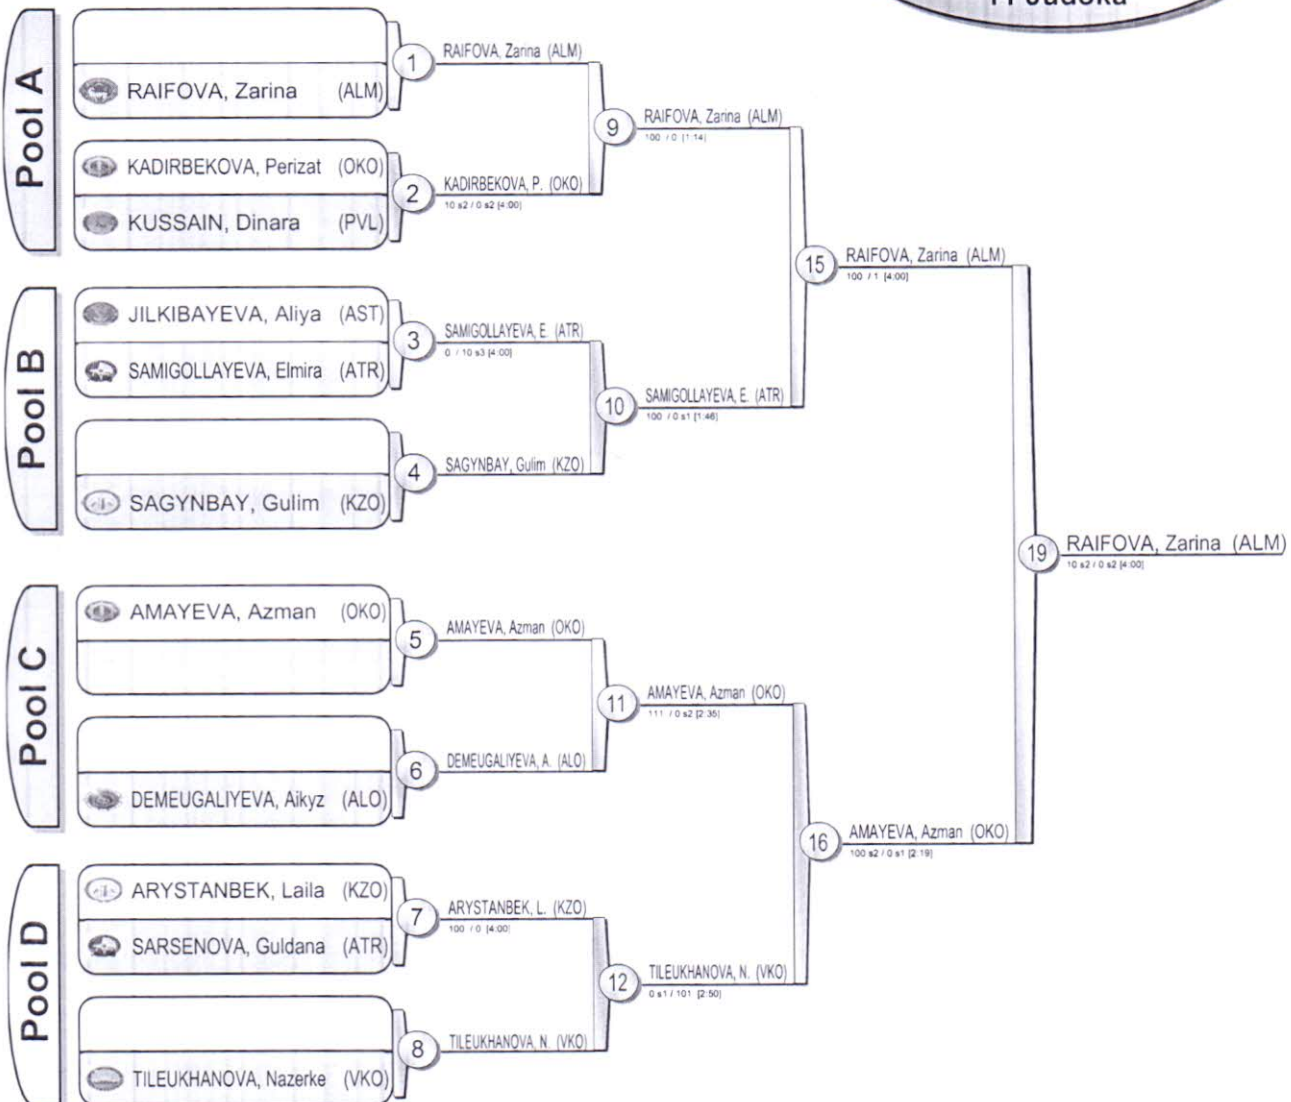 11 Judoka
Pool A
RAIFOVA, Zarina (ALM)
KADIRBEKOVA, Perizat (OKO)
KUSSAIN, Dinara (PVL)
1
RAIFOVA, Zarina (ALM)
2
KADIRBEKOVA, P. (OKO)
10 s2 / 0 s2 [4:00]
9
RAIFOVA, Zarina (ALM)
100 / 0 [1:14]
Pool B
JILKIBAYEVA, Aliya (AST)
SAMIGOLLAYEVA, Elmira (ATR)
SAGYNBAY, Gulim (KZO)
3
SAMIGOLLAYEVA, E. (ATR)
0 / 10 s3 [4:00]
4
SAGYNBAY, Gulim (KZO)
10
SAMIGOLLAYEVA, E. (ATR)
100 / 0 s1 [1:46]
15
RAIFOVA, Zarina (ALM)
100 / 1 [4:00]
Pool C
AMAYEVA, Azman (OKO)
DEMEUGALIYEVA, Aikyz (ALO)
5
AMAYEVA, Azman (OKO)
6
DEMEUGALIYEVA, A. (ALO)
11
AMAYEVA, Azman (OKO)
111 / 0 s2 [2:35]
Pool D
ARYSTANBEK, Laila (KZO)
SARSENOVA, Guldana (ATR)
TILEUKHANOVA, Nazerke (VKO)
7
ARYSTANBEK, L. (KZO)
100 / 0 [4:00]
8
TILEUKHANOVA, N. (VKO)
12
TILEUKHANOVA, N. (VKO)
0 s1 / 101 [2:50]
16
AMAYEVA, Azman (OKO)
100 s2 / 0 s1 [2:19]
19
RAIFOVA, Zarina (ALM)
10 s2 / 0 s2 [4:00]